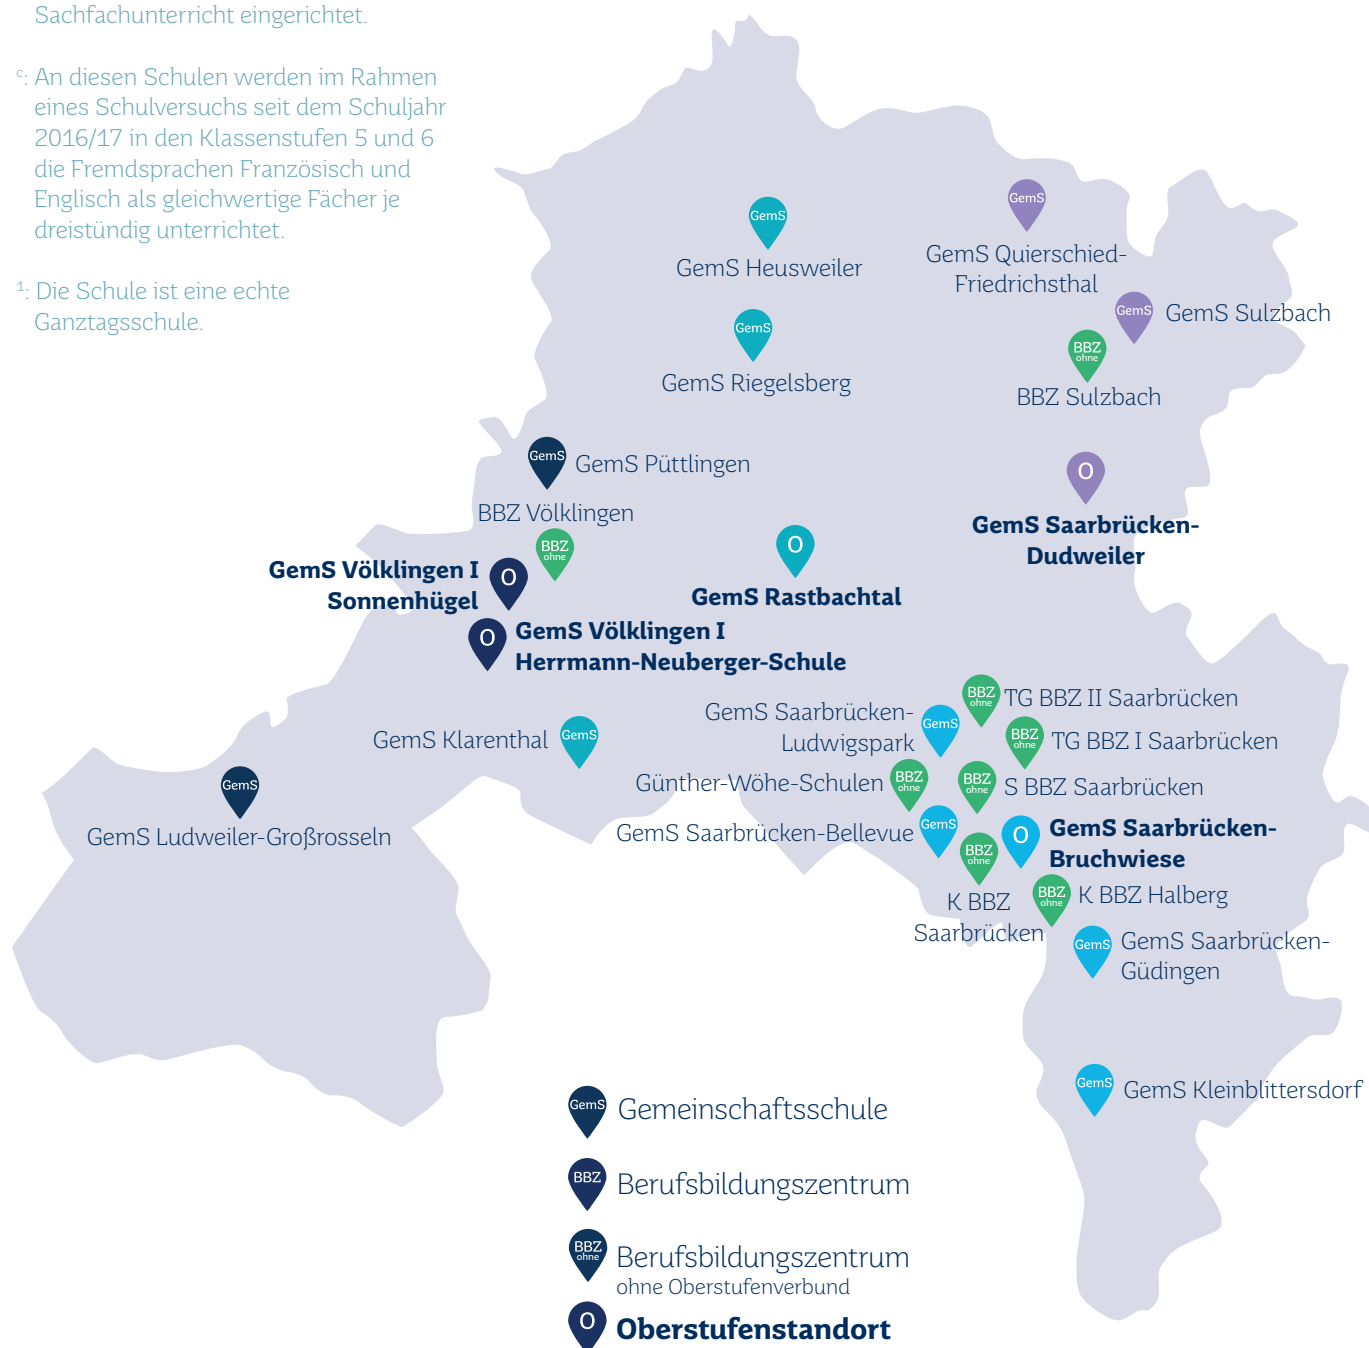 Sachfachunterricht eingerichtet.
c: An diesen Schulen werden im Rahmen
eines Schulversuchs seit dem Schuljahr
2016/17 in den Klassenstufen 5 und 6
die Fremdsprachen Französisch und
Englisch als gleichwertige Fächer je
dreistündig unterrichtet.
1: Die Schule ist eine echte
Ganztagsschule.
GemS
GemS Heusweiler
GemS
GemS Quierschied-
Friedrichsthal
GemS
GemS Sulzbach
GemS
GemS Riegelsberg
BBZ
ohne
BBZ Sulzbach
GemS
GemS Püttlingen
O
GemS Saarbrücken-
Dudweiler
BBZ Völklingen
BBZ
ohne
O
GemS Rastbachtal
GemS Völklingen I
Sonnenhügel
O
O
GemS Völklingen I
Herrmann-Neuberger-Schule
BBZ
ohne
TG BBZ II Saarbrücken
GemS Saarbrücken-
Ludwigspark
GemS
BBZ
ohne
TG BBZ I Saarbrücken
GemS Klarenthal
GemS
Günther-Wöhe-Schulen
BBZ
ohne
BBZ
ohne
S BBZ Saarbrücken
GemS
GemS Ludweiler-Großrosseln
GemS Saarbrücken-Bellevue
GemS
O
GemS Saarbrücken-
Bruchwiese
BBZ
ohne
K BBZ
Saarbrücken
BBZ
ohne
K BBZ Halberg
GemS
GemS Saarbrücken-
Güdingen
GemS
GemS Kleinblittersdorf
GemS
Gemeinschaftsschule
BBZ
Berufsbildungszentrum
BBZ
ohne
Berufsbildungszentrum
ohne Oberstufenverbund
O
Oberstufenstandort